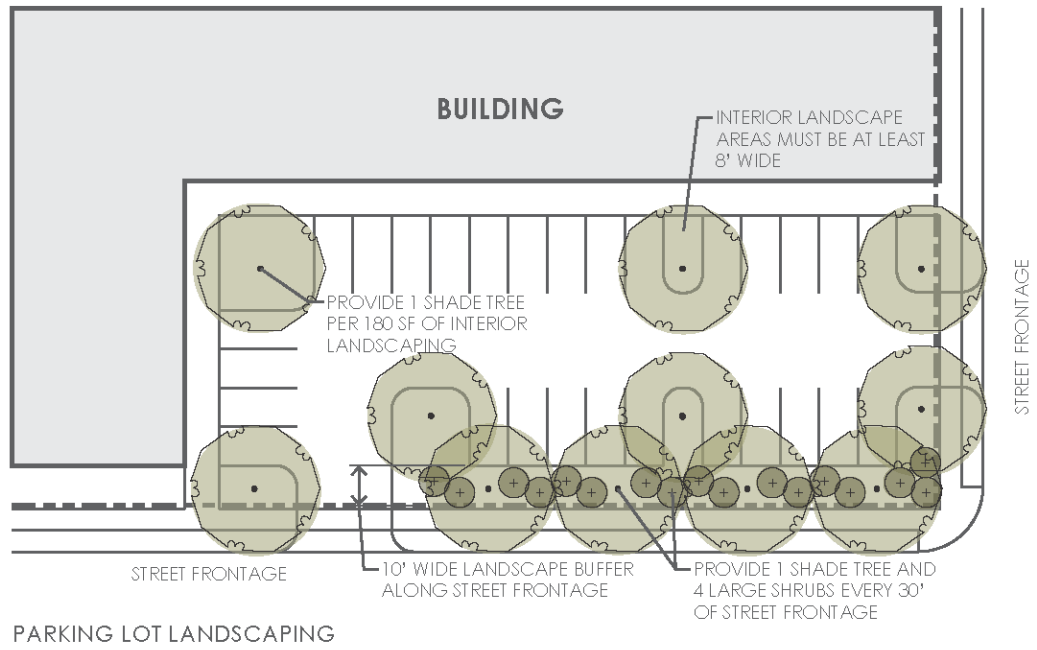 BUILDING
INTERIOR LANDSCAPE
AREAS MUST BE AT LEAST
8' WIDE
PROVIDE 1 SHADE TREE
PER 180 SF OF INTERIOR
LANDSCAPING
STREET FRONTAGE
STREET FRONTAGE
10' WIDE LANDSCAPE BUFFER
ALONG STREET FRONTAGE
PROVIDE 1 SHADE TREE AND
4 LARGE SHRUBS EVERY 30'
OF STREET FRONTAGE
PARKING LOT LANDSCAPING